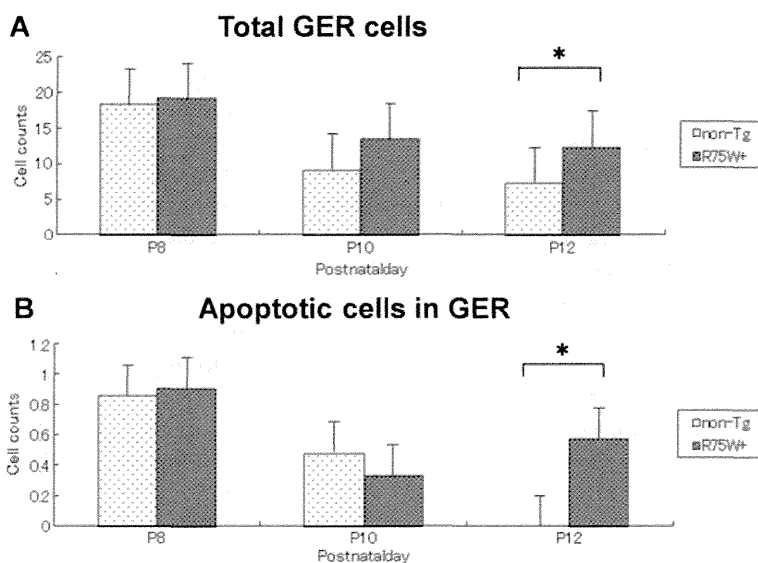 A Total GER cells
*
25
20
15
10
5
0
Cell counts
P8 P10 P12
Postnatalday
non-Tg
R75W+
B Apoptotic cells in GER
*
1.2
1
0.8
0.6
0.4
0.2
0
Cell counts
P8 P10 P12
Postnatalday
non-Tg
R75W+